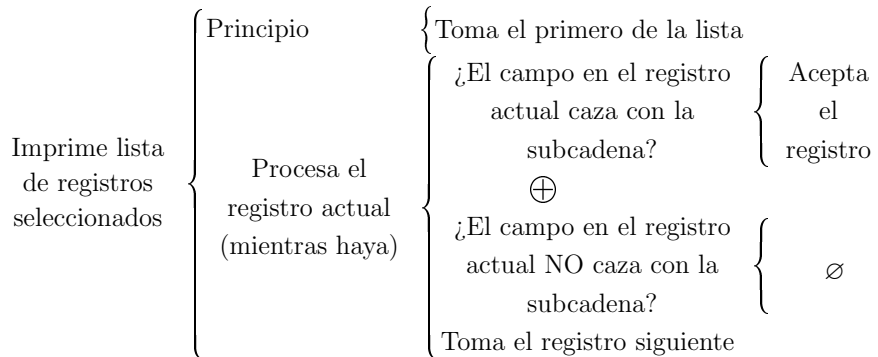 Imprime lista
de registros
seleccionados
Principio
Toma el primero de la lista
Procesa el
registro actual
(mientras haya)
¿El campo en el registro
actual caza con la
subcadena?
Acepta
el
registro
⊕
¿El campo en el registro
actual NO caza con la
subcadena?
∅
Toma el registro siguiente